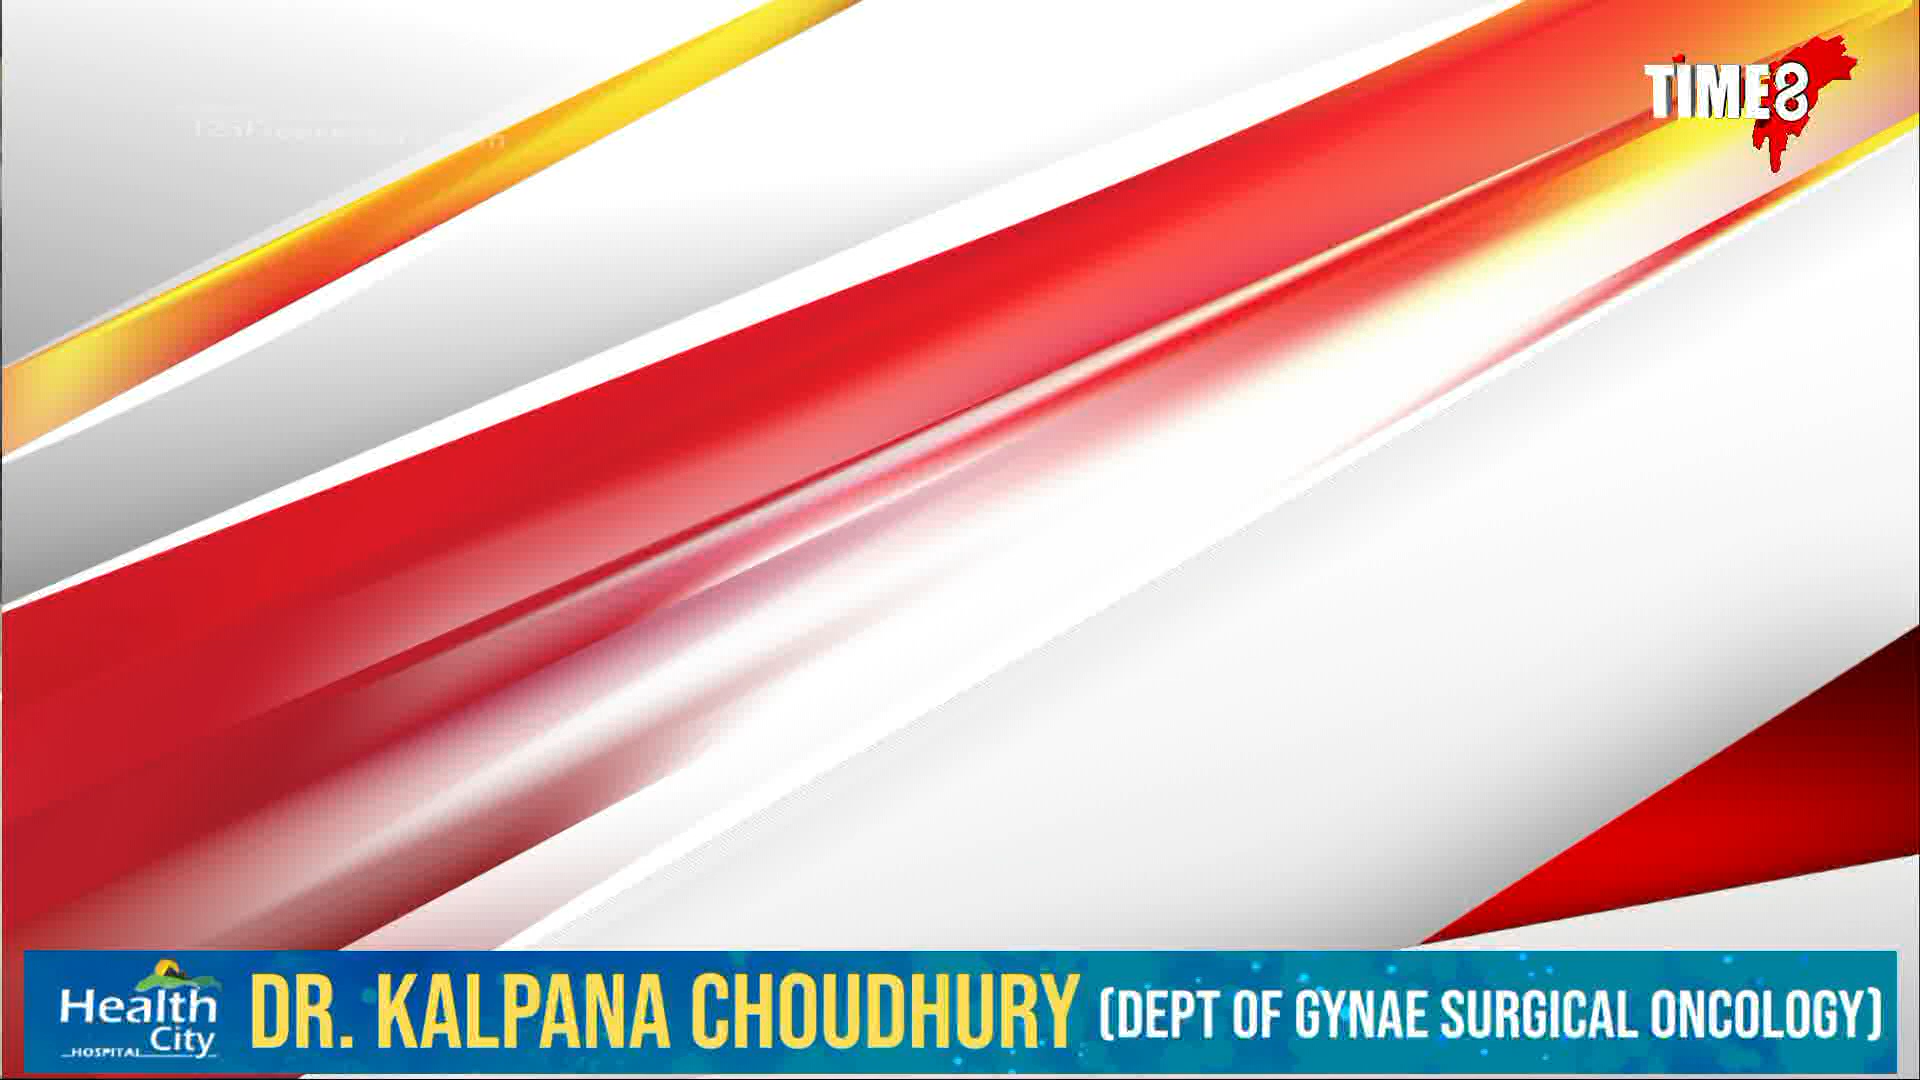 TIME8
Health
City
HOSPITAL
DR. KALPANA CHOUDHURY (DEPT OF GYNAE SURGICAL ONCOLOGY)